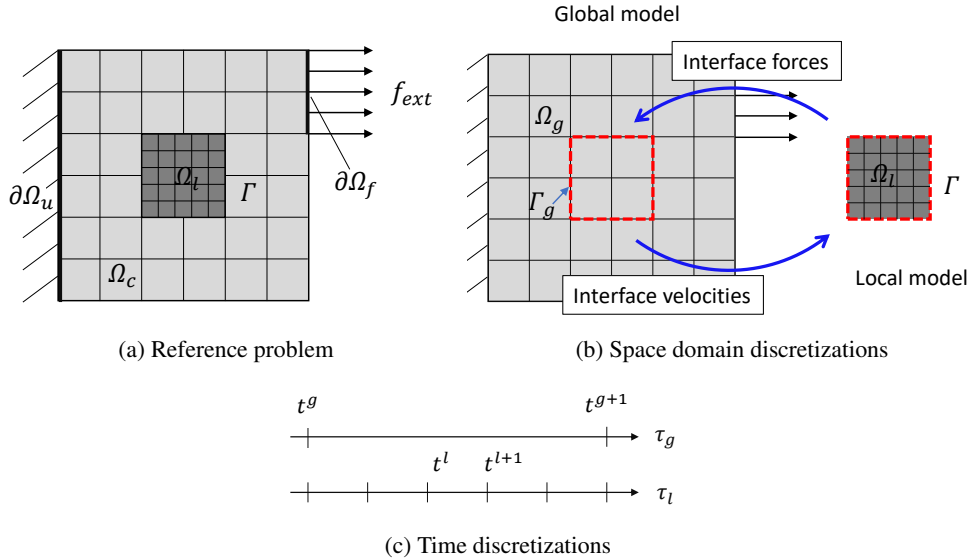 Global model
f_ext
∂Ω_u
Ω_l
Γ
∂Ω_f
Ω_c
(a) Reference problem
Interface forces
Ω_g
Γ_g
Ω_l
Γ
Interface velocities
Local model
(b) Space domain discretizations
t^g
t^{g+1}
τ_g
t^l
t^{l+1}
τ_l
(c) Time discretizations